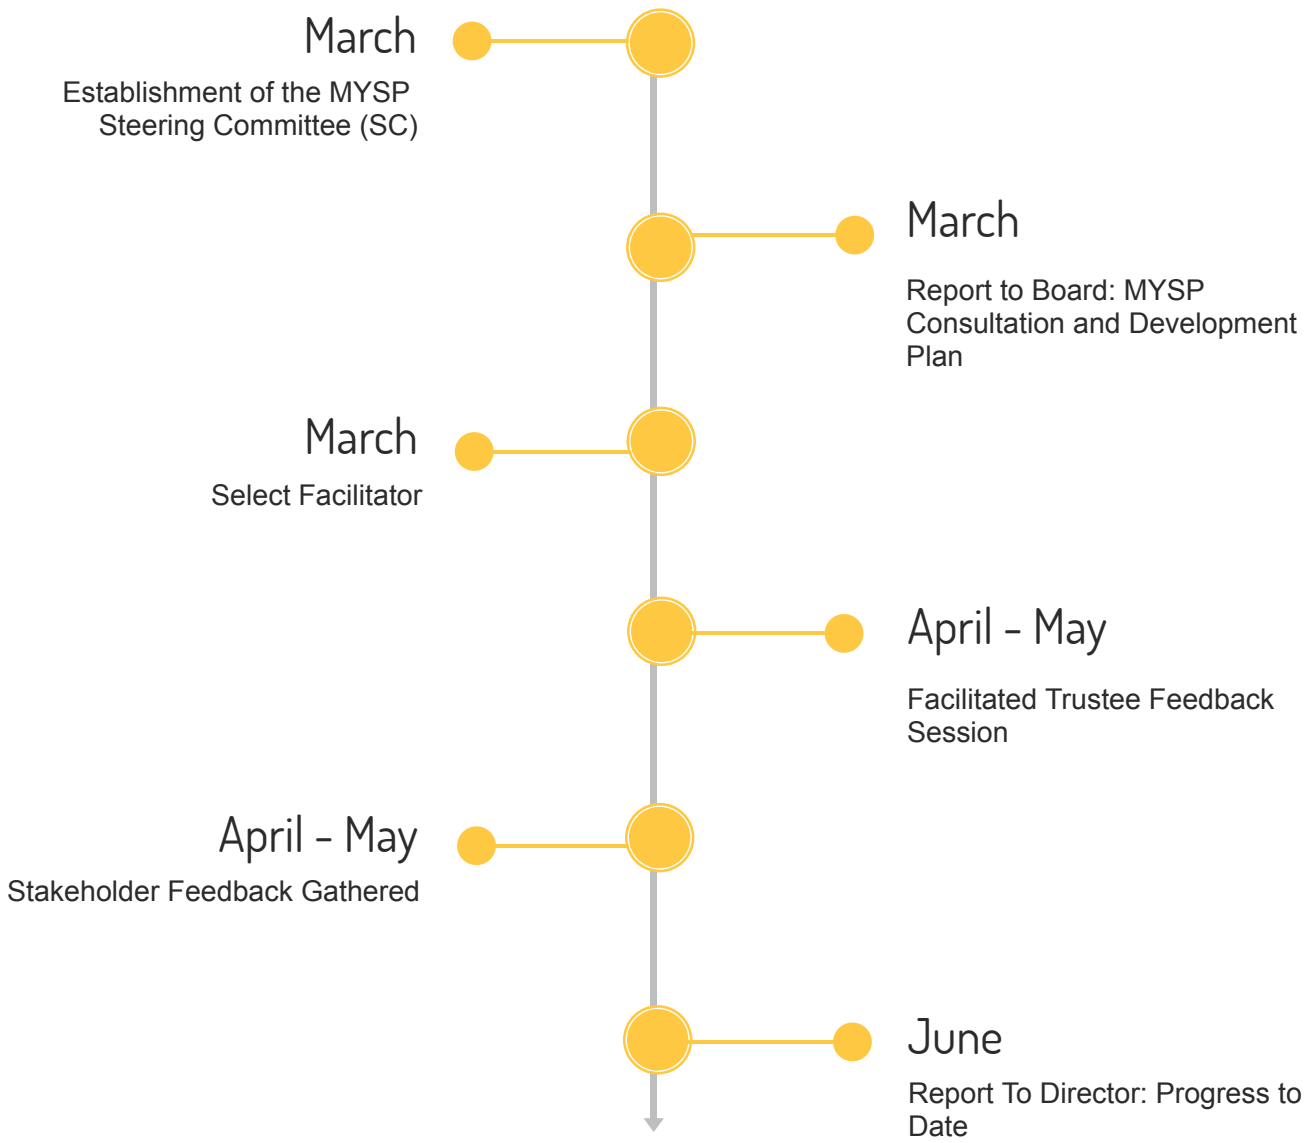 March
Establishment of the MYSP
Steering Committee (SC)
March
Report to Board: MYSP
Consultation and Development
Plan
March
Select Facilitator
April - May
Facilitated Trustee Feedback
Session
April - May
Stakeholder Feedback Gathered
June
Report To Director: Progress to
Date